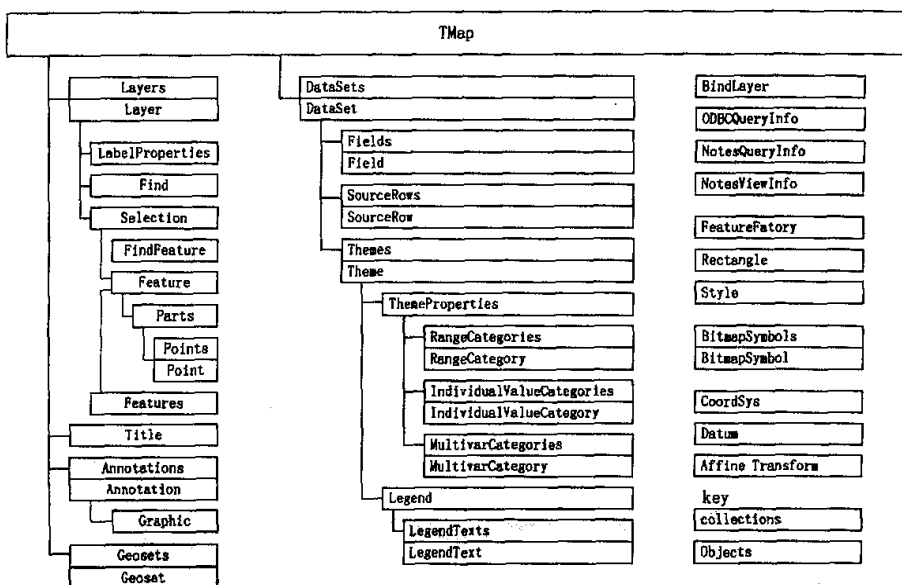 TMap
Layers
Layer
LabelProperties
Find
Selection
FindFeature
Feature
Parts
Points
Point
Features
Title
Annotations
Annotation
Graphic
Geosets
Geoset
DataSets
DataSet
Fields
Field
SourceRows
SourceRow
Themes
Theme
ThemeProperties
RangeCategories
RangeCategory
IndividualValueCategories
IndividualValueCategory
MultivarCategories
MultivarCategory
Legend
LegendTexts
LegendText
BindLayer
ODBCQueryInfo
NotesQueryInfo
NotesViewInfo
FeatureFatory
Rectangle
Style
BitmapSymbols
BitmapSymbol
CoordSys
Datum
Affine Transform
key
collections
Objects